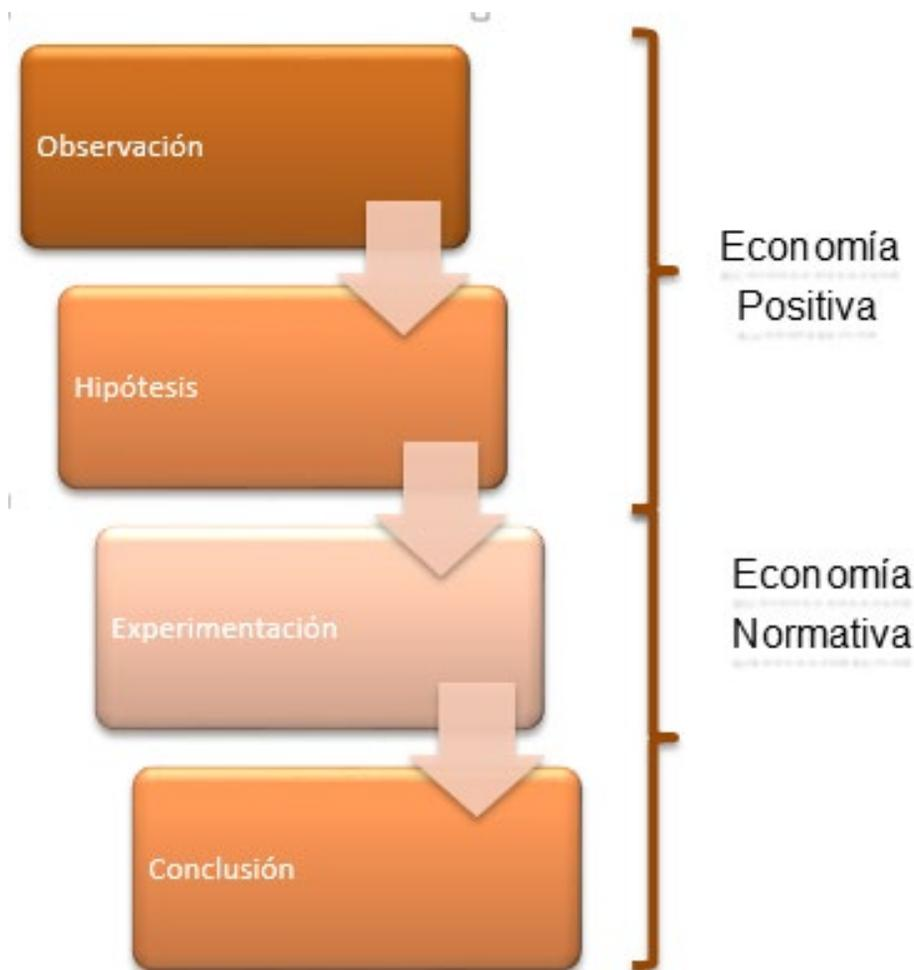 Observación
Hipótesis
Experimentación
Conclusión
Economía
Positiva
Economía
Normativa